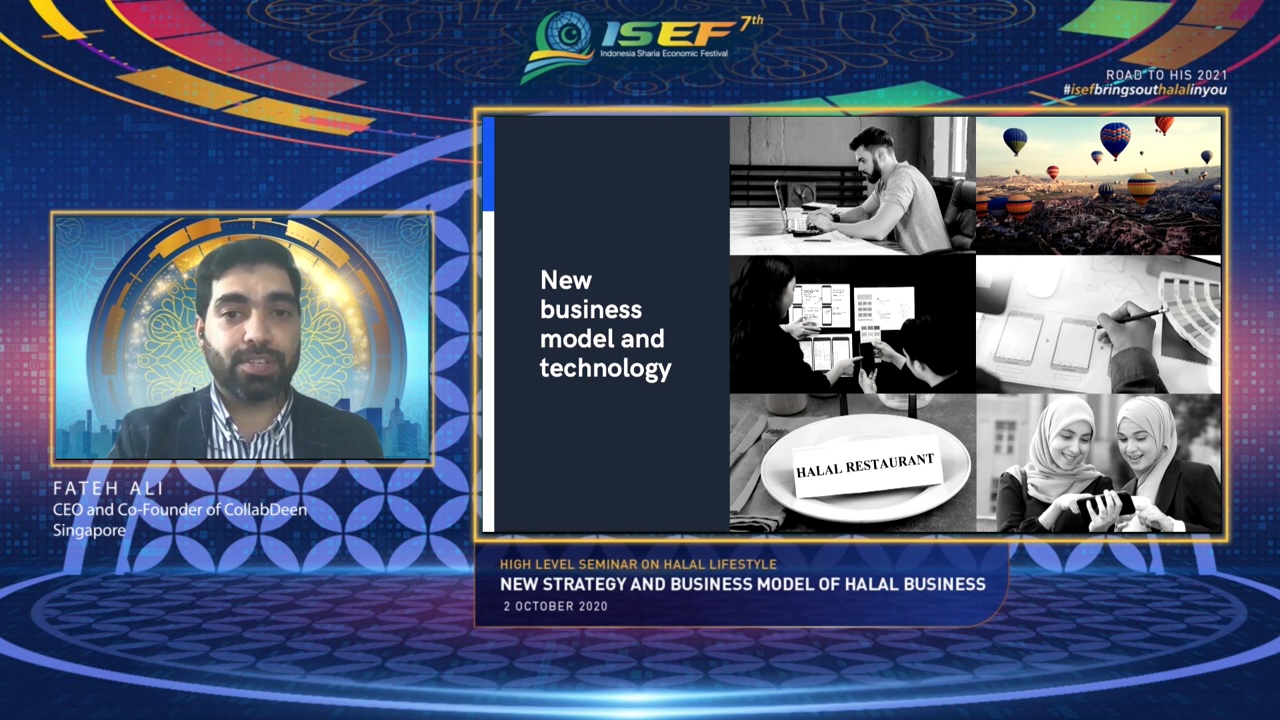 ISEF 7th
Indonesia Sharia Economic Festival
ROAD TO HIS 2021
#isefbringsouthalalinyou
New
business
model and
technology
HALAL RESTAURANT
FATEH ALI
CEO and Co-Founder of CollabDeen
Singapore
HIGH LEVEL SEMINAR ON HALAL LIFESTYLE
NEW STRATEGY AND BUSINESS MODEL OF HALAL BUSINESS
2 OCTOBER 2020